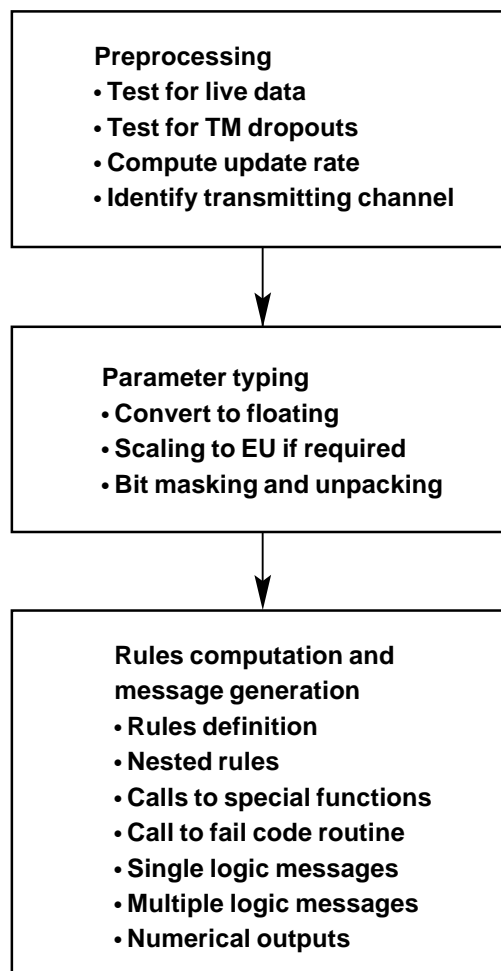 Preprocessing
• Test for live data
• Test for TM dropouts
• Compute update rate
• Identify transmitting channel
Parameter typing
• Convert to floating
• Scaling to EU if required
• Bit masking and unpacking
Rules computation and
message generation
• Rules definition
• Nested rules
• Calls to special functions
• Call to fail code routine
• Single logic messages
• Multiple logic messages
• Numerical outputs